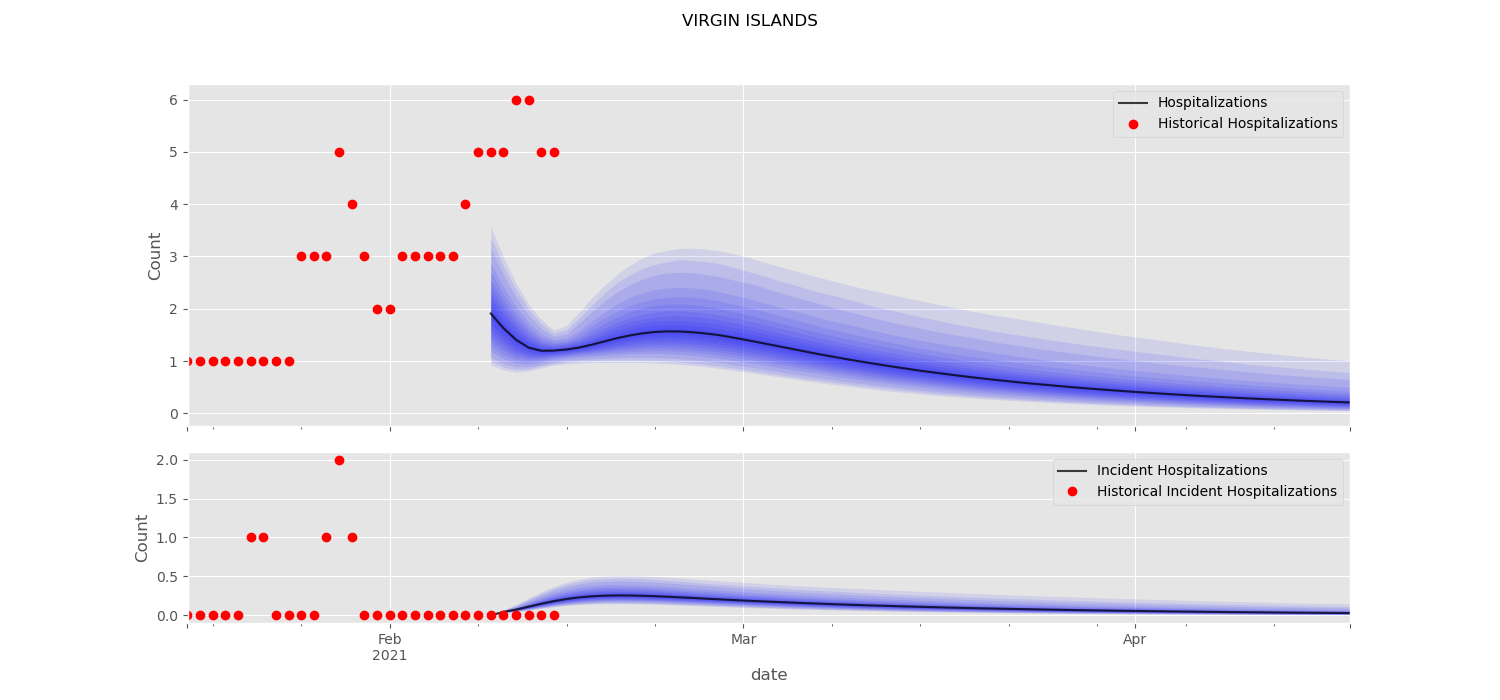 VIRGIN ISLANDS
6
5
4
3
2
1
0
Count
Hospitalizations
Historical Hospitalizations
2.0
1.5
1.0
0.5
0.0
Count
Incident Hospitalizations
Historical Incident Hospitalizations
Feb
2021
Mar
Apr
date